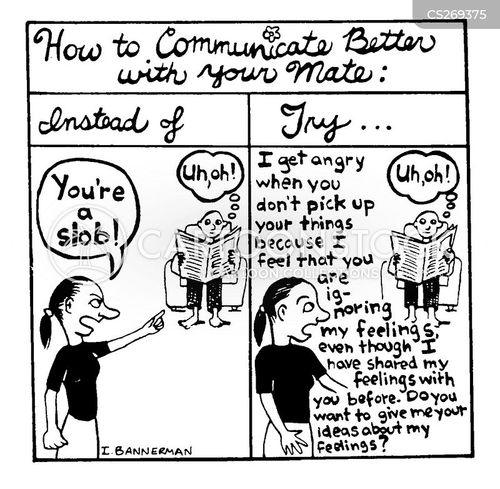 CS269375
How to Communicate Better
with your Mate:
Instead of
Try...
You're
a
slob!
Uh,oh!
I get angry
when you
don't pick up
your things
because I
feel that you
are
ig-
noring
my feelings,
even though I
have shared my
feelings with
you before. Do you
want to give me your
ideas about my
feelings?
Uh,oh!
I. BANNERMAN